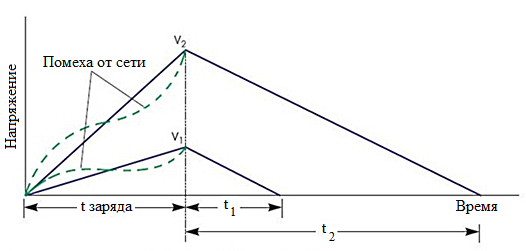 Напряжение
Помеха от сети
V2
V1
t заряда
t1
Время
t2